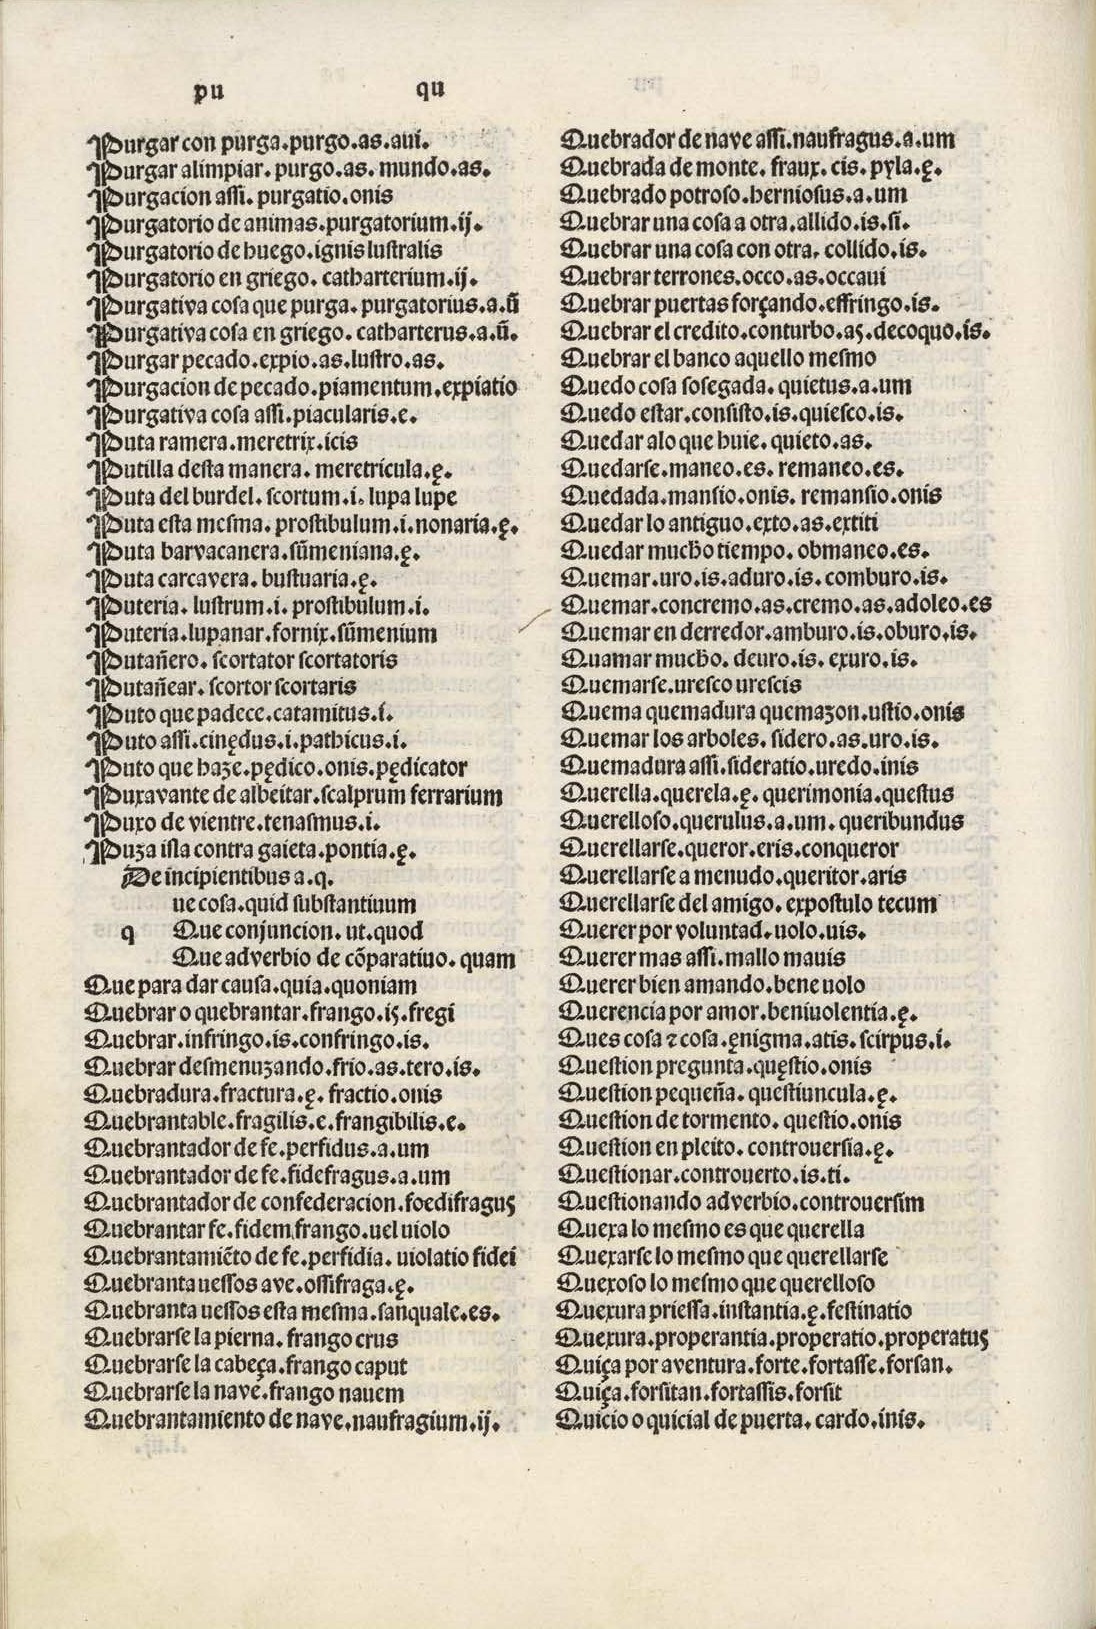 pu qu
Purgar con purga.purgo.as.aui.
Purgar alimpiar. purgo.as. mundo.as.
Purgacion assi. purgatio.onis
Purgatorio de animas.purgatorium.ij.
Purgatorio de huego.ignis lustralis
Purgatorio en griego. catharterium.ij.
Purgativa cosa que purga. purgatorius.a.ũ
Purgativa cosa en griego. catharterus.a.ũ.
Purgar pecado.expio.as.lustro.as.
Purgacion de pecado.piamentum.expiatio
Purgativa cosa assi.piacularis.e.
Puta ramera.meretrix.icis
Putilla desta manera. meretricula.ę.
Puta del burdel. scortum.i. lupa lupe
Puta esta mesma. prostibulum.i.nonaria.ę.
Puta barvacanera.sũmeniana.ę.
Puta carcavera. bustuaria.ę.
Puteria. lustrum.i. prostibulum.i.
Puteria.lupanar.fornix.sũmenium
Putañero. scortator scortatoris
Putañear. scortor scortaris
Puto que padece.catamitus.i.
Puto assi.cinędus.i.pathicus.i.
Puto que haze.pędico.onis.pędicator
Puxavante de albeitar.scalprum ferrarium
Puxo de vientre.tenasmus.i.
Puza isla contra gaieta.pontia.ę.
De incipientibus a.q.
ue cosa.quid substantiuum
q Que conjuncion. ut.quod
Que adverbio de cõparatiuo. quam
Que para dar causa.quia.quoniam
Quebrar o quebrantar.frango.iꝯ.fregi
Quebrar.infringo.is.confringo.is.
Quebrar desmenuzando.frio.as.tero.is.
Quebradura.fractura.ę. fractio.onis
Quebrantable.fragilis.e.frangibilis.e.
Quebrantador de fe.perfidus.a.um
Quebrantador de fe.fidefragus.a.um
Quebrantador de confederacion.foedifraguꝯ
Quebrantar fe.fidem frango.uel uiolo
Quebrantamiẽto de fe.perfidia. uiolatio fidei
Quebranta uessos ave.ossifraga.ę.
Quebranta uessos esta mesma.sanquale.es.
Quebrarse la pierna.frango crus
Quebrarse la cabeça.frango caput
Quebrarse la nave.frango nauem
Quebrantamiento de nave.naufragium.ij.
Quebrador de nave assi.naufragus.a.um
Quebrada de monte. fraux. cis. pyla.ę.
Quebrado potroso.herniosus.a.um
Quebrar una cosa a otra.allido.is.si.
Quebrar una cosa con otra. collido.is.
Quebrar terrones.occo.as.occaui
Quebrar puertas forçando.effringo.is.
Quebrar el credito.conturbo.aꝯ.decoquo.is.
Quebrar el banco aquello mesmo
Quedo cosa sosegada. quietus.a.um
Quedo estar.consisto.is.quiesco.is.
Quedar alo que huie. quieto.as.
Quedarse.maneo.es. remaneo.es.
Quedada.mansio.onis. remansio.onis
Quedar lo antiguo.exto.as.extiti
Quedar mucho tiempo. obmaneo.es.
Quemar.uro.is.aduro.is. comburo.is.
Quemar.concremo.as.cremo.as.adoleo.es
Quemar en derredor.amburo.is.oburo.is.
Quamar mucho. deuro.is. exuro.is.
Quemarse.uresco urescis
Quema quemadura quemazon.ustio.onis
Quemar los arboles. sidero.as.uro.is.
Quemadura assi.sideratio.uredo.inis
Querella.querela.ę. querimonia.questus
Querelloso.querulus.a.um. queribundus
Querellarse.queror.eris.conqueror
Querellarse a menudo.queritor.aris
Querellarse del amigo. expostulo tecum
Querer por voluntad.uolo.uis.
Querer mas assi.mallo mauis
Querer bien amando.bene uolo
Querencia por amor.beniuolentia.ę.
Ques cosa ⁊ cosa.ęnigma.atis.scirpus.i.
Question pregunta.quęstio.onis
Question pequeña. questiuncula.ę.
Question de tormento. questio.onis
Question en pleito. controuersia.ę.
Questionar.controuerto.is.ti.
Questionando adverbio.controuersim
Quexa lo mesmo es que querella
Quexarse lo mesmo que querellarse
Quexoso lo mesmo que querelloso
Quexura priessa.instantia.ę.festinatio
Quexura.properantia.properatio.properatuꝯ
Quiça por aventura.forte.fortasse.forsan.
Quiça.forsitan.fortassis.forsit
Quicio o quicial de puerta. cardo.inis.